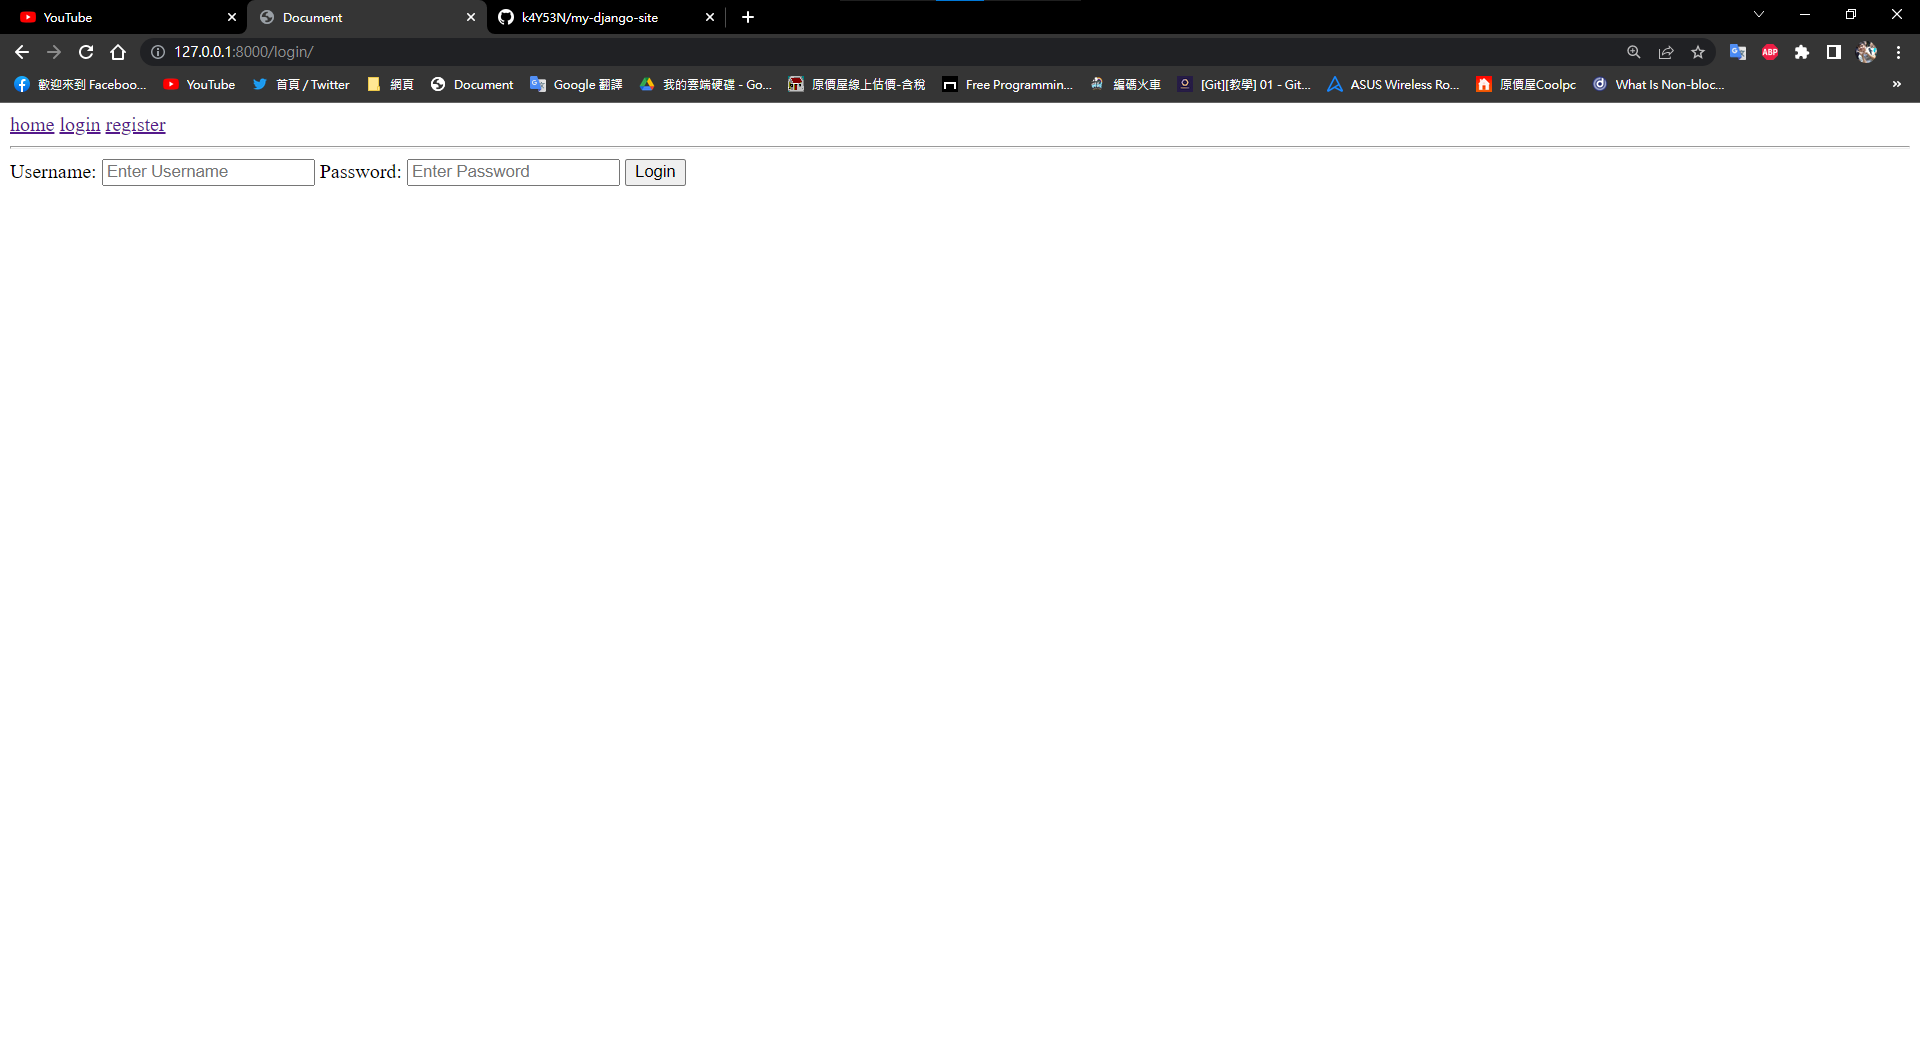 YouTube Document k4Y53N/my-django-site
127.0.0.1:8000/login/ ABP
歡迎來到 Faceboo... YouTube 首頁 / Twitter 網頁 Document Google 翻譯 我的雲端硬碟 - Go... 原價屋線上估價-含稅 Free Programmin... 編碼火車 [Git][教學] 01 - Git... ASUS Wireless Ro... 原價屋Coolpc What Is Non-bloc... »
home login register
Username: Enter Username Password: Enter Password Login